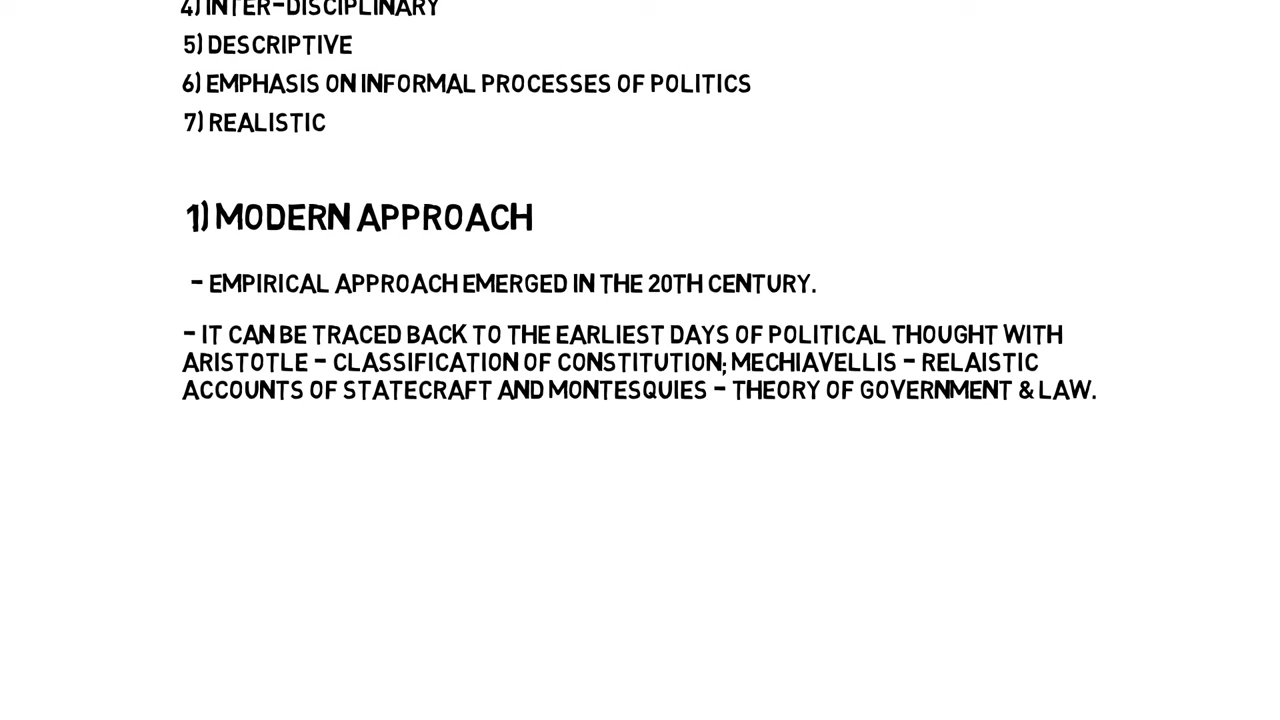 4) INTER-DISCIPLINARY
5) DESCRIPTIVE
6) EMPHASIS ON INFORMAL PROCESSES OF POLITICS
7) REALISTIC
1) MODERN APPROACH
- EMPIRICAL APPROACH EMERGED IN THE 20TH CENTURY.
- IT CAN BE TRACED BACK TO THE EARLIEST DAYS OF POLITICAL THOUGHT WITH
ARISTOTLE - CLASSIFICATION OF CONSTITUTION; MECHIAVELLIS - RELAISTIC
ACCOUNTS OF STATECRAFT AND MONTESQUIES - THEORY OF GOVERNMENT & LAW.